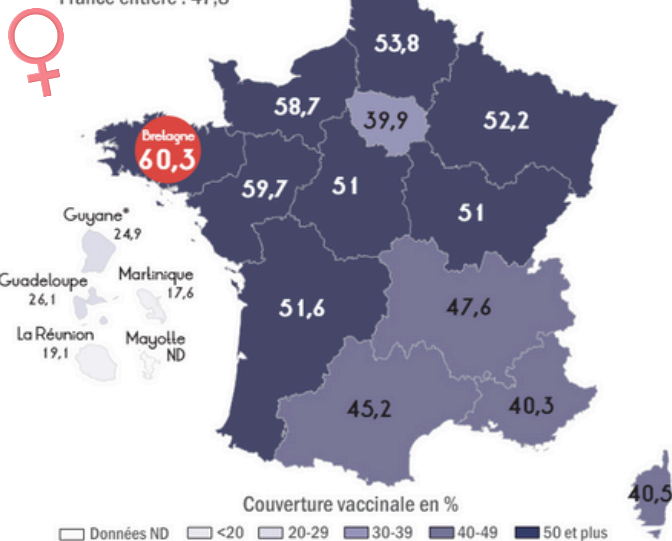 53,8
58,7
39,9
52,2
Bretagne
60,3
59,7
51
51
Guyane*
24,9
Guadeloupe
26,1
Martinique
17,6
La Réunion
19,1
Mayotte
ND
51,6
47,6
45,2
40,3
40,5
Couverture vaccinale en %
Données ND <20 20-29 30-39 40-49 50 et plus